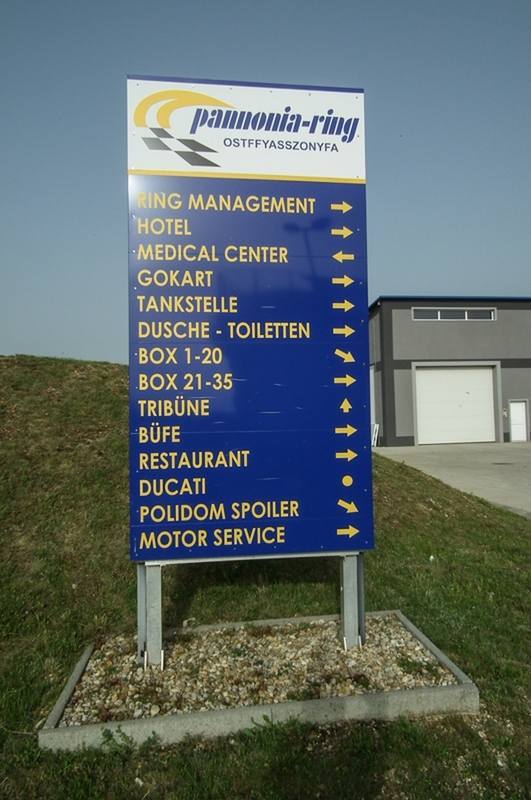 pannonia-ring
OSTFFYASSZONYFA
RING MANAGEMENT →
HOTEL →
MEDICAL CENTER ←
GOKART →
TANKSTELLE →
DUSCHE - TOILETTEN →
BOX 1-20 ↘
BOX 21-35 →
TRIBÜNE ↑
BÜFE →
RESTAURANT →
DUCATI ●
POLIDOM SPOILER ↘
MOTOR SERVICE →